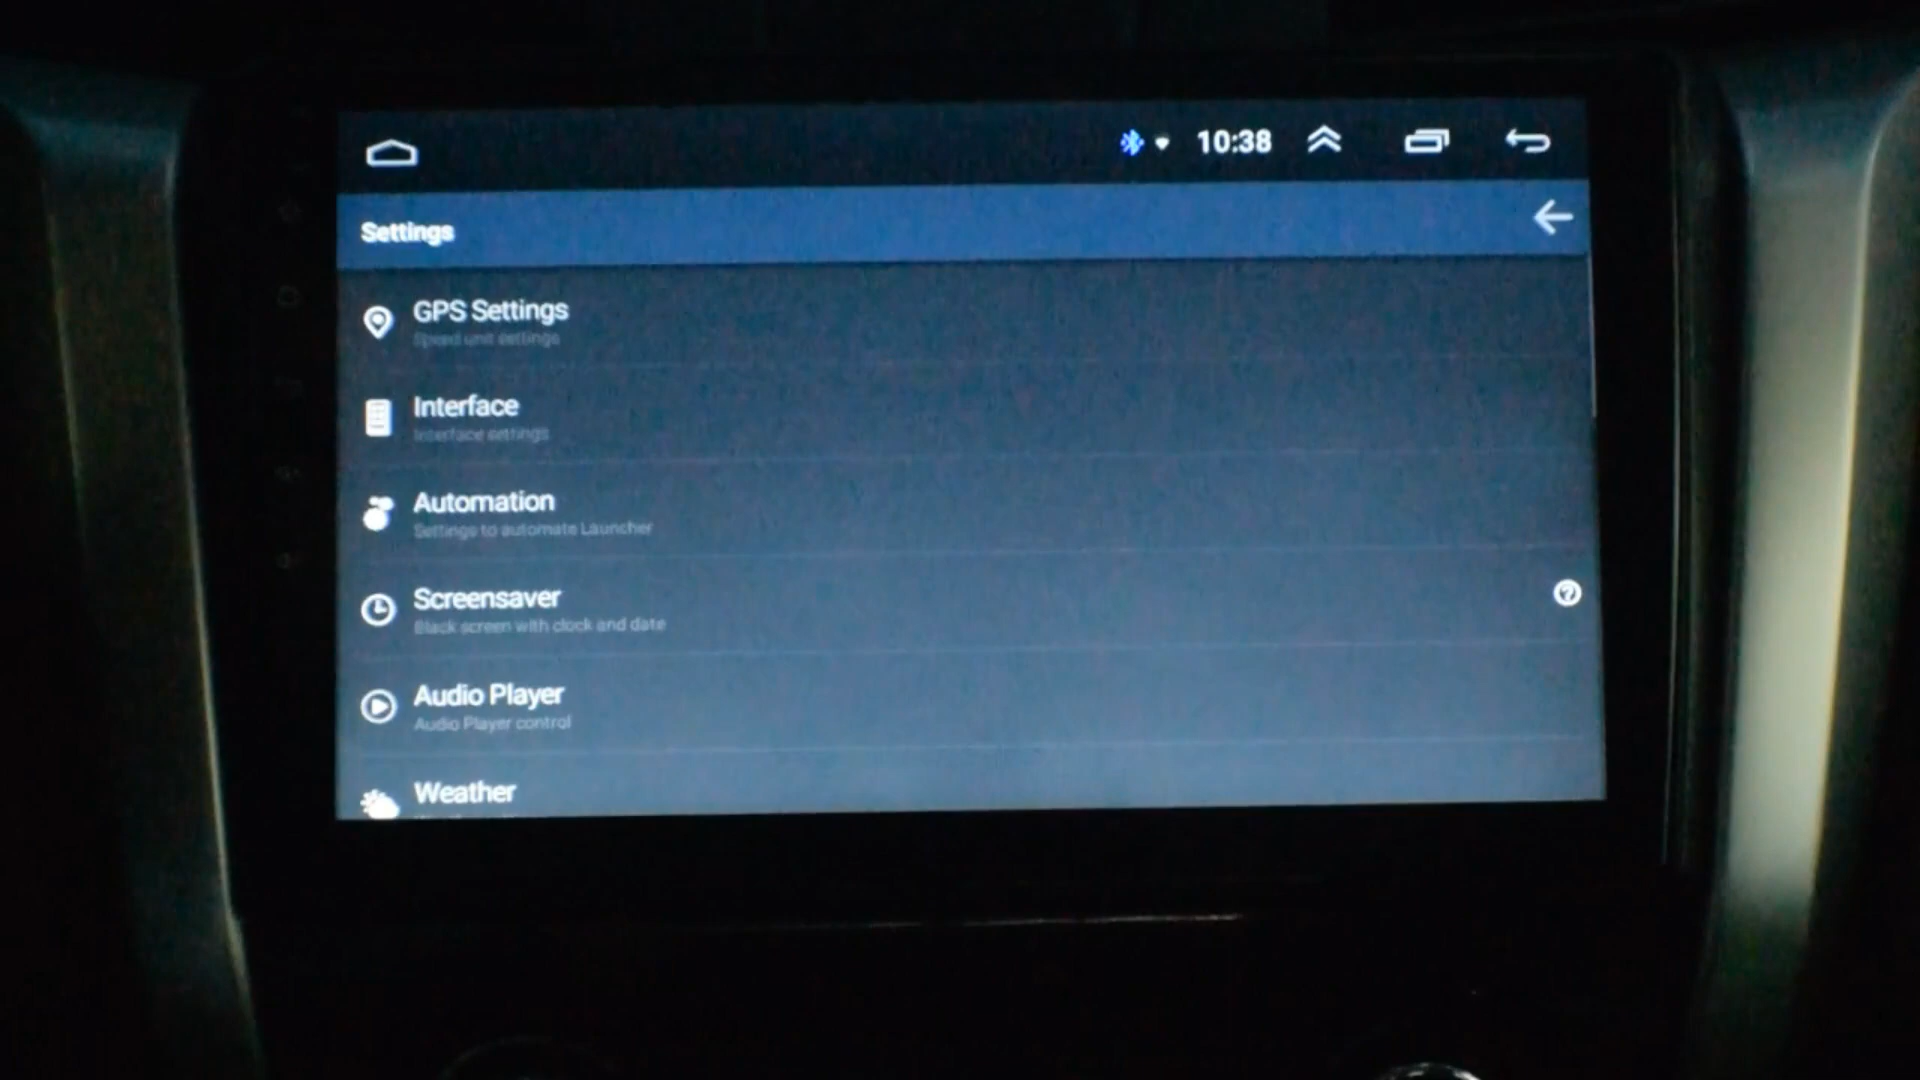 10:38
Settings
GPS Settings
Speed unit settings
Interface
Interface settings
Automation
Settings to automate Launcher
Screensaver
Black screen with clock and date
Audio Player
Audio Player control
Weather